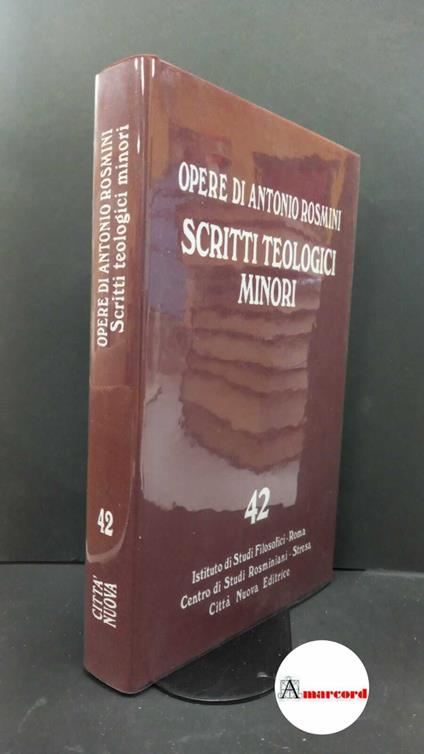 OPERE DI ANTONIO ROSMINI
Scritti teologici minori
42
CITTA'
NUOVA
OPERE DI ANTONIO ROSMINI
SCRITTI TEOLOGICI
MINORI
42
Istituto di Studi Filosofici - Roma
Centro di Studi Rosminiani - Stresa
Città Nuova Editrice
Amarcord